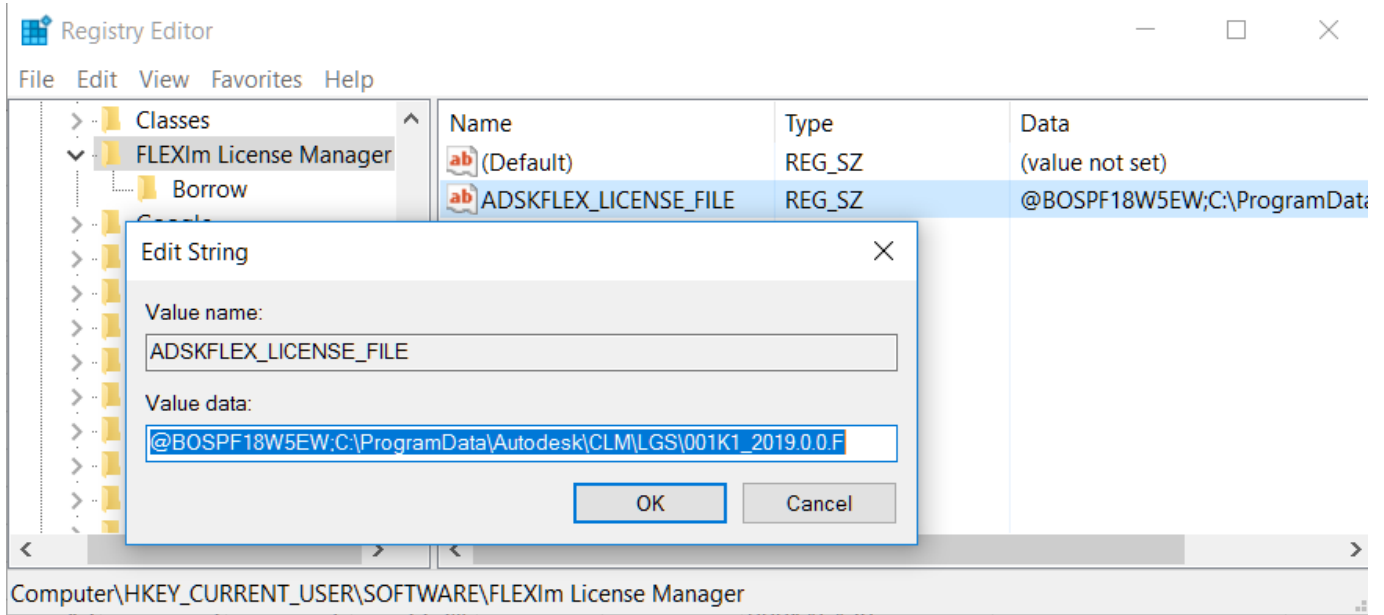 Registry Editor
File Edit View Favorites Help
Classes
FLEXlm License Manager
Borrow
Google
Name Type Data
(Default) REG_SZ (value not set)
ADSKFLEX_LICENSE_FILE REG_SZ @BOSPF18W5EW;C:\ProgramData
Edit String
Value name:
ADSKFLEX_LICENSE_FILE
Value data:
@BOSPF18W5EW;C:\ProgramData\Autodesk\CLM\LGS\001K1_2019.0.0.F
OK Cancel
Computer\HKEY_CURRENT_USER\SOFTWARE\FLEXlm License Manager